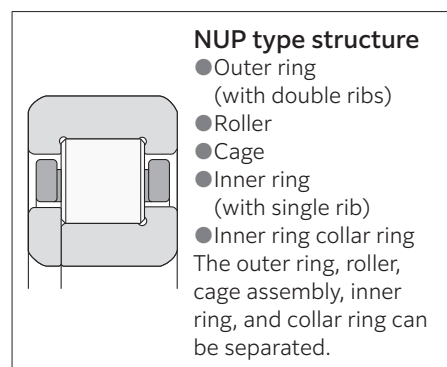 NUP type structure
●Outer ring
(with double ribs)
●Roller
●Cage
●Inner ring
(with single rib)
●Inner ring collar ring
The outer ring, roller,
cage assembly, inner
ring, and collar ring can
be separated.